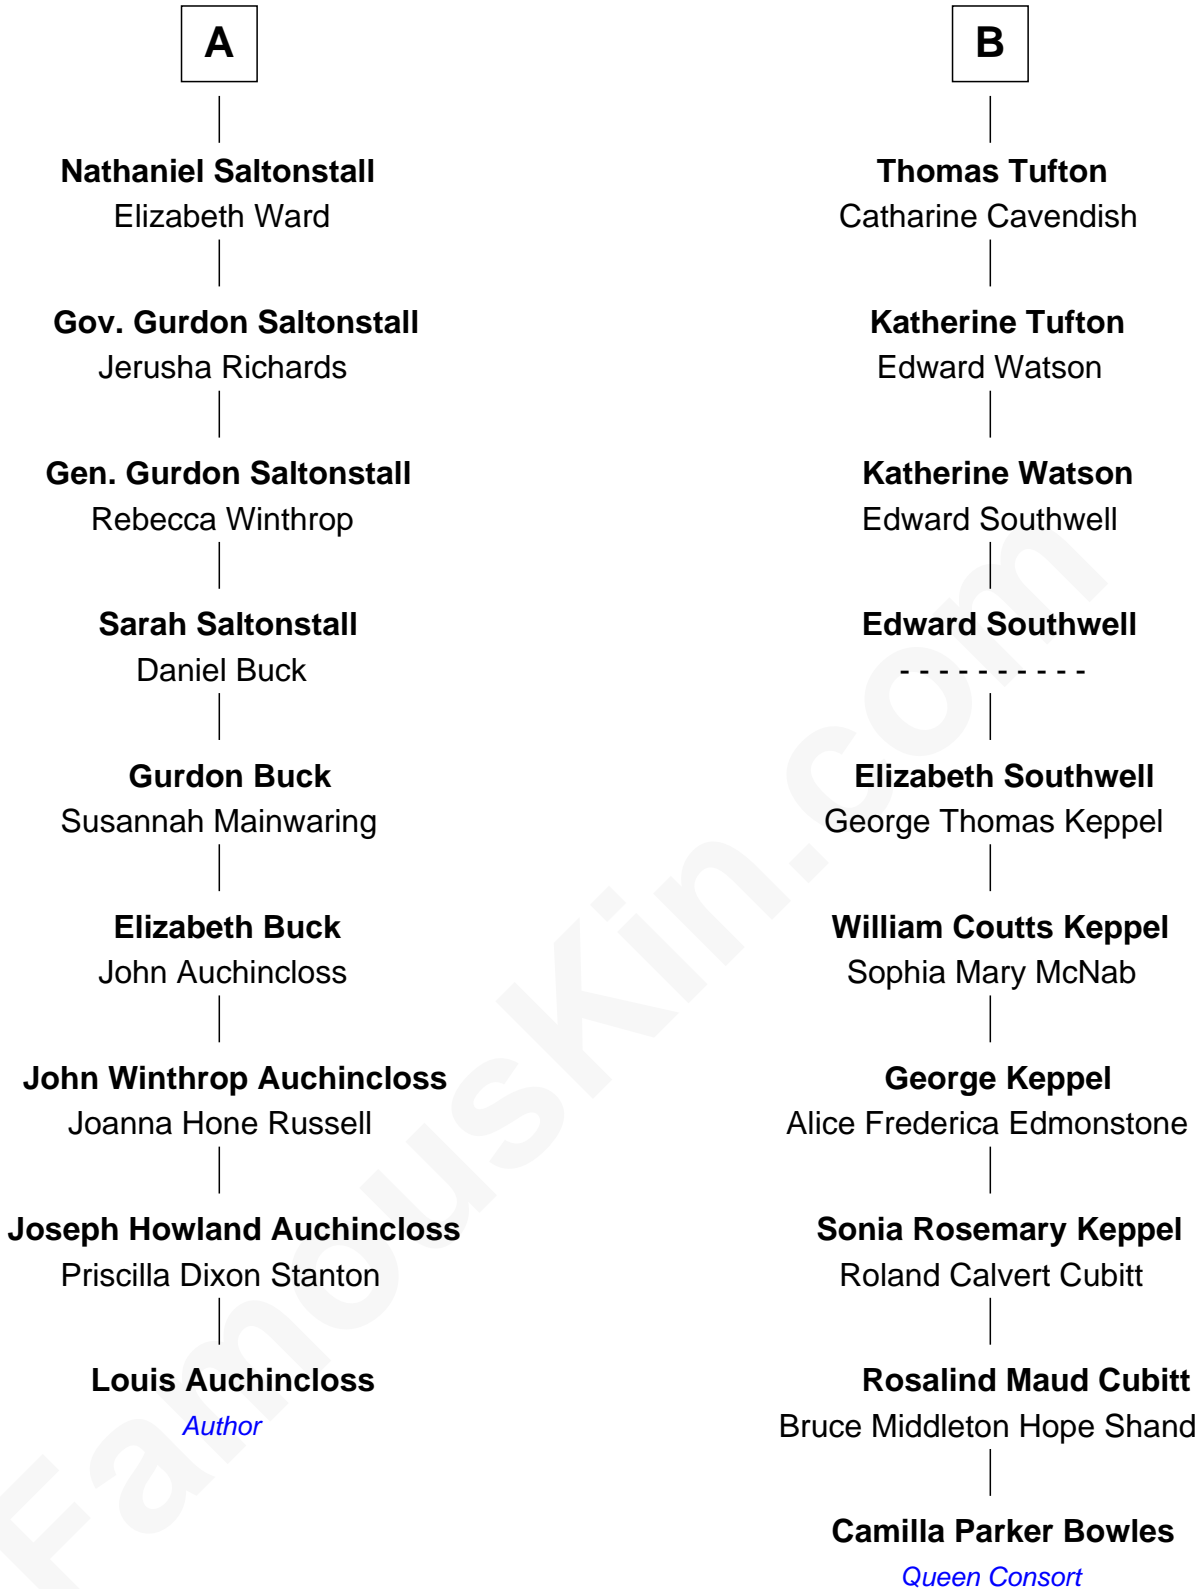 A
Nathaniel Saltonstall
Elizabeth Ward
Gov. Gurdon Saltonstall
Jerusha Richards
Gen. Gurdon Saltonstall
Rebecca Winthrop
Sarah Saltonstall
Daniel Buck
Gurdon Buck
Susannah Mainwaring
Elizabeth Buck
John Auchincloss
John Winthrop Auchincloss
Joanna Hone Russell
Joseph Howland Auchincloss
Priscilla Dixon Stanton
Louis Auchincloss
Author
B
Thomas Tufton
Catharine Cavendish
Katherine Tufton
Edward Watson
Katherine Watson
Edward Southwell
Edward Southwell
- - - - - - - - - -
Elizabeth Southwell
George Thomas Keppel
William Coutts Keppel
Sophia Mary McNab
George Keppel
Alice Frederica Edmonstone
Sonia Rosemary Keppel
Roland Calvert Cubitt
Rosalind Maud Cubitt
Bruce Middleton Hope Shand
Camilla Parker Bowles
Queen Consort
FamousKin.com